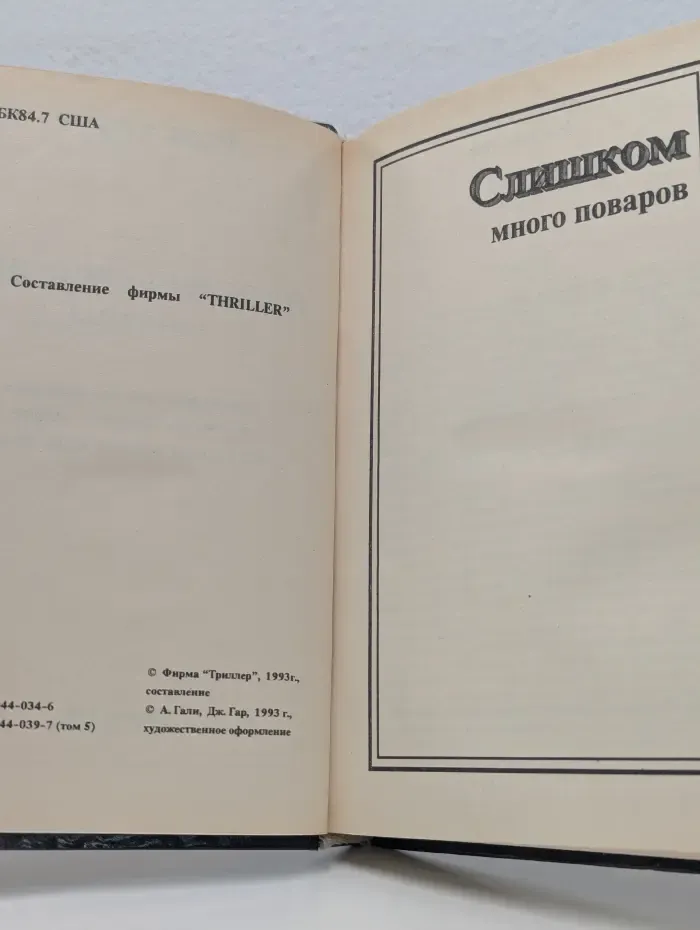 БК84.7 США
Составление фирмы “THRILLER”
© Фирма “Триллер”, 1993г.,
составление
44-034-6
© А. Гали, Дж. Гар, 1993 г.,
44-039-7 (том 5)
художественное оформление
Слишком
много поваров